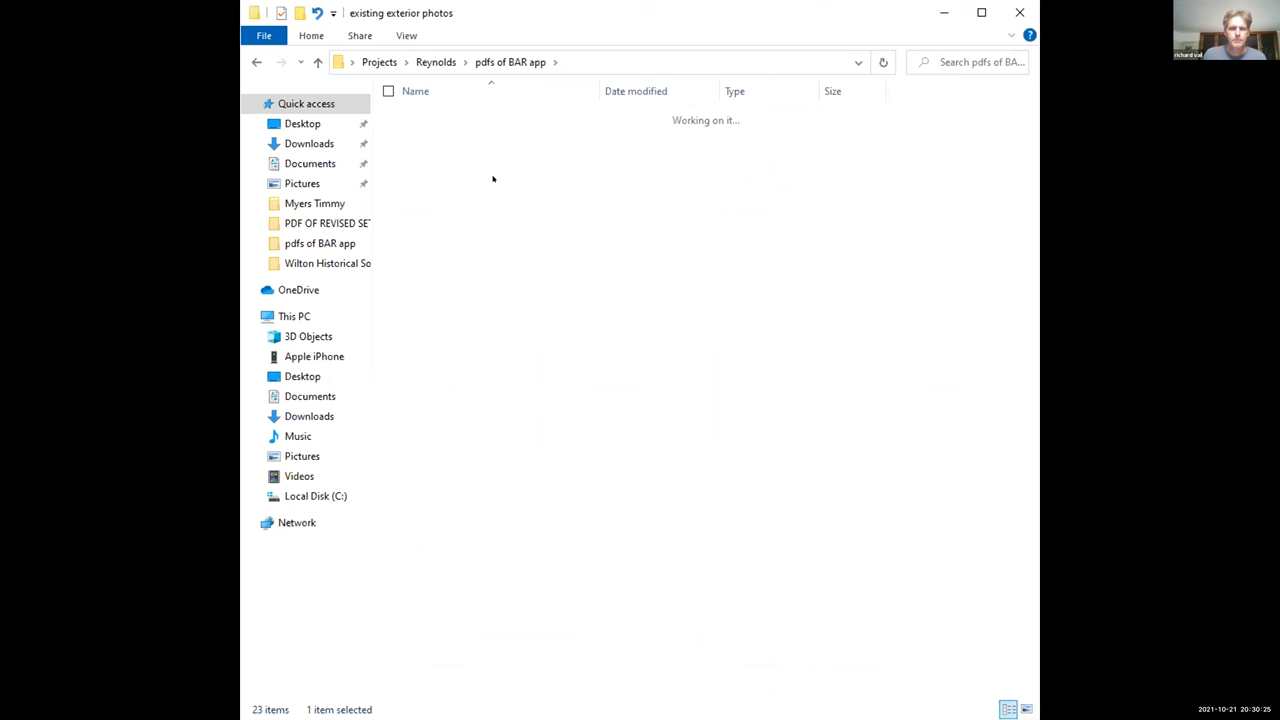 existing exterior photos
File Home Share View
Projects Reynolds pdfs of BAR app Search pdfs of BA...
Name Date modified Type Size
Working on it...
Quick access
Desktop
Downloads
Documents
Pictures
Myers Timmy
PDF OF REVISED SE
pdfs of BAR app
Wilton Historical So
OneDrive
This PC
3D Objects
Apple iPhone
Desktop
Documents
Downloads
Music
Pictures
Videos
Local Disk (C:)
Network
23 items 1 item selected
richard vail
2021-10-21 20:30:25